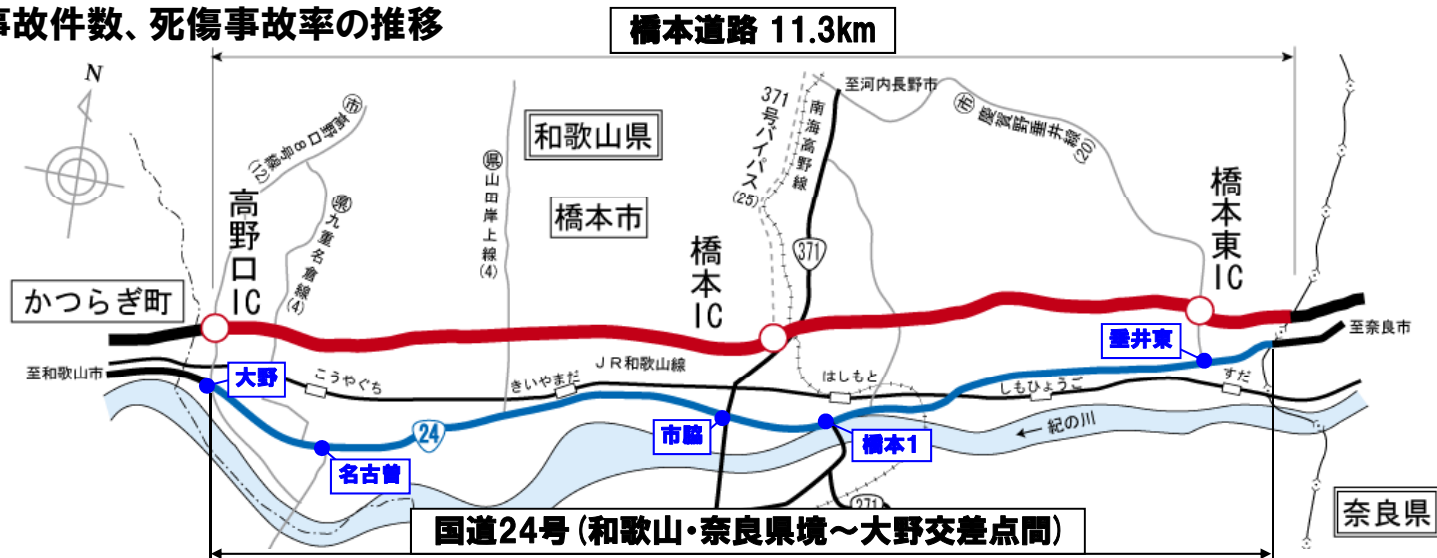 事故件数、死傷事故率の推移
橋本道路 11.3km
N
和歌山県
橋本市
かつらぎ町
奈良県
至河内長野市
371号バイパス
(25)
南海高野線
371
市 慶賀野垂井線
(20)
市 高野口8号線
(12)
県 九重名倉線
(4)
県 山田岸上線
(4)
高野口IC
橋本IC
橋本東IC
至和歌山市
至奈良市
JR和歌山線
こうやぐち
きいやまだ
はしもと
しもひょうご
すだ
大野
名古曽
24
市脇
橋本1
垂井東
← 紀の川
271
国道24号(和歌山・奈良県境～大野交差点間)